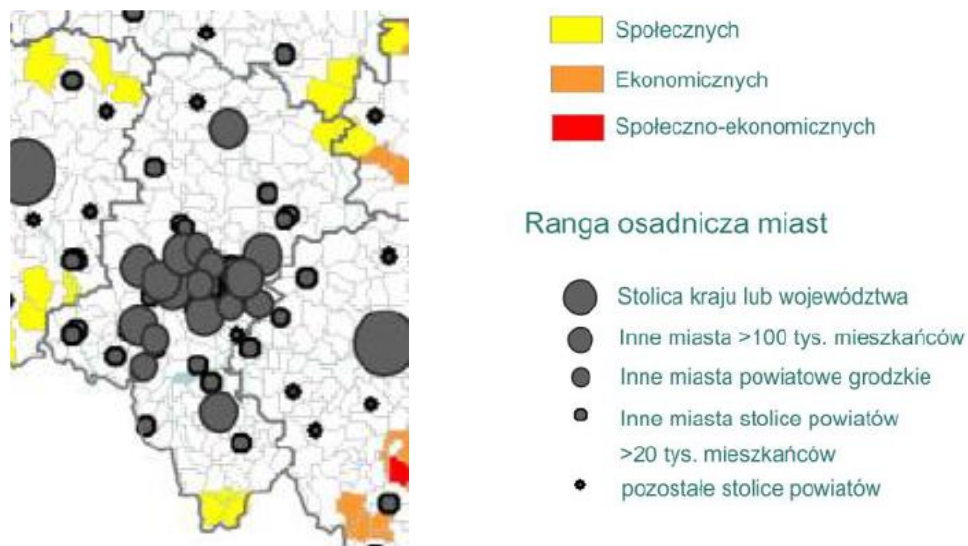 Społecznych
Ekonomicznych
Społeczno-ekonomicznych
Ranga osadnicza miast
Stolica kraju lub województwa
Inne miasta >100 tys. mieszkańców
Inne miasta powiatowe grodzkie
Inne miasta stolice powiatów
>20 tys. mieszkańców
pozostałe stolice powiatów